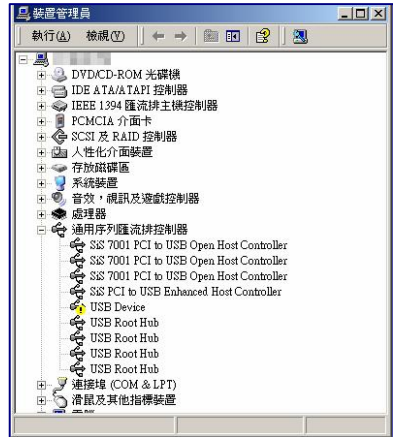 裝置管理員
執行(A) 檢視(V)
DVD/CD-ROM 光碟機
IDE ATA/ATAPI 控制器
IEEE 1394 匯流排主機控制器
PCMCIA 介面卡
SCSI 及 RAID 控制器
人性化介面裝置
存放磁碟區
系統裝置
音效，視訊及遊戲控制器
處理器
通用序列匯流排控制器
SiS 7001 PCI to USB Open Host Controller
SiS 7001 PCI to USB Open Host Controller
SiS 7001 PCI to USB Open Host Controller
SiS PCI to USB Enhanced Host Controller
USB Device
USB Root Hub
USB Root Hub
USB Root Hub
USB Root Hub
連接埠 (COM & LPT)
滑鼠及其他指標裝置